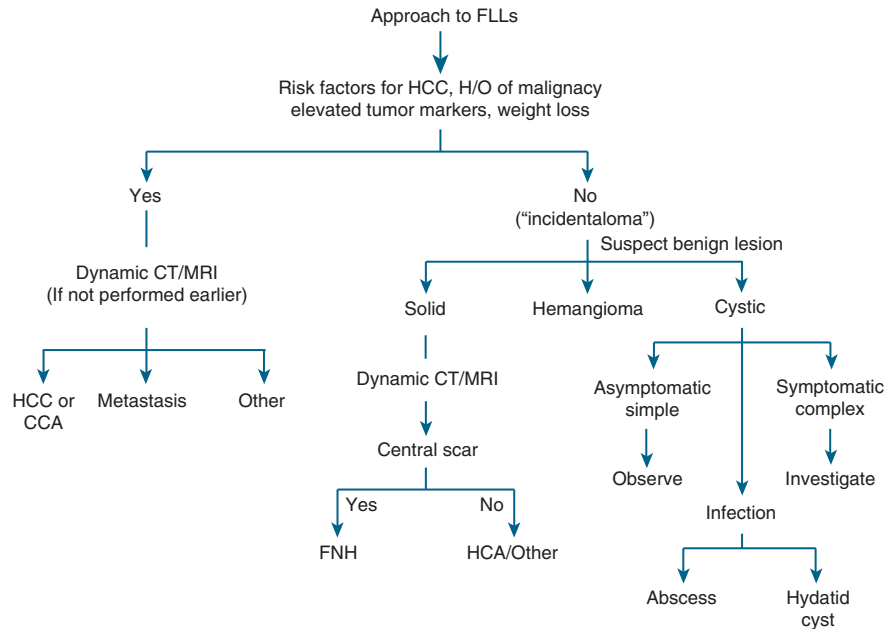 Approach to FLLs
Risk factors for HCC, H/O of malignacy
elevated tumor markers, weight loss
Yes
No
(“incidentaloma”)
Suspect benign lesion
Dynamic CT/MRI
(If not performed earlier)
Solid
Hemangioma
Cystic
HCC or
CCA
Metastasis
Other
Dynamic CT/MRI
Asymptomatic
simple
Symptomatic
complex
Central scar
Observe
Investigate
Yes
No
Infection
FNH
HCA/Other
Abscess
Hydatid
cyst